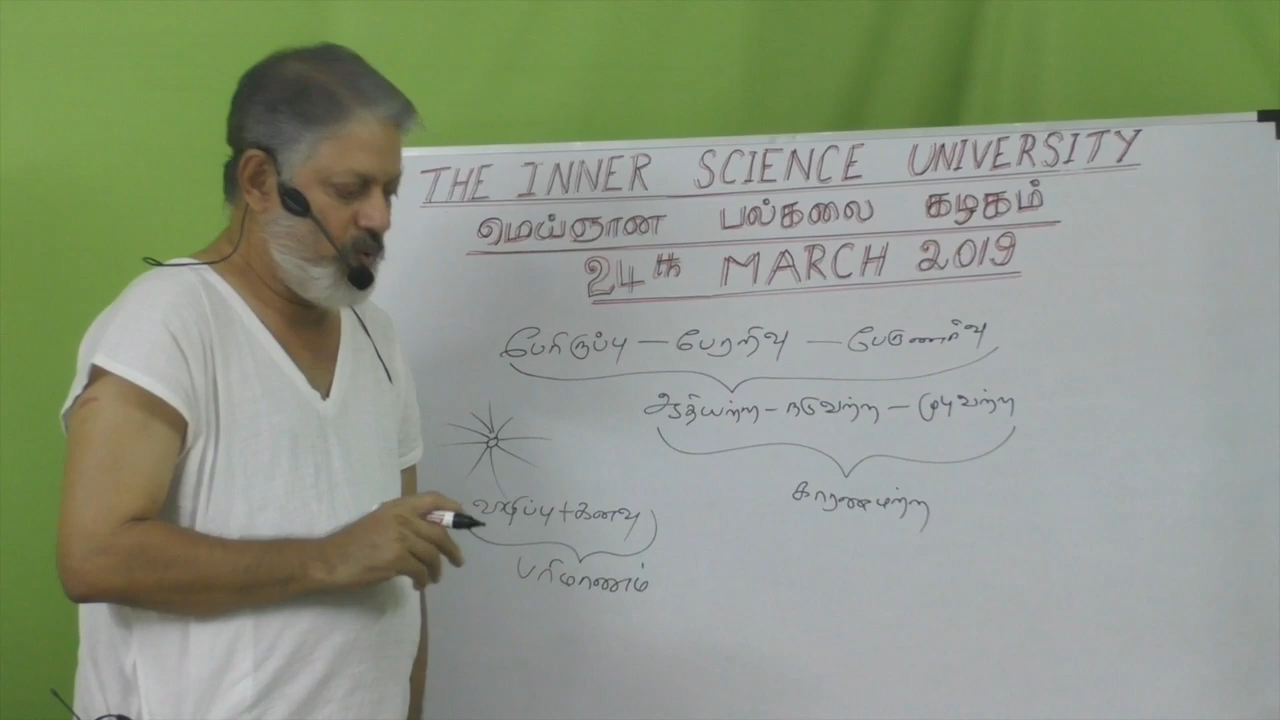 THE INNER SCIENCE UNIVERSITY
மெய்ஞான பல்கலை கழகம்
24th MARCH 2019
பேரிருப்பு — பேரறிவு — பேருணர்வு
ஆதியற்ற - நடுவற்ற - முடிவற்ற
காரணமற்ற
வடிப்பு + கனவு
பரிமாணம்